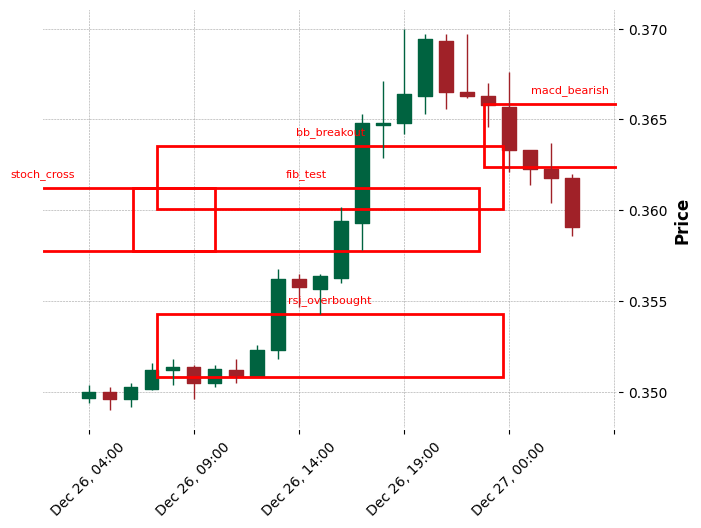 0.370
macd_bearish
0.365
bb_breakout
stoch_cross
fib_test
0.360
Price
0.355
rsi_overbought
0.350
Dec 26, 04:00
Dec 26, 09:00
Dec 26, 14:00
Dec 26, 19:00
Dec 27, 00:00